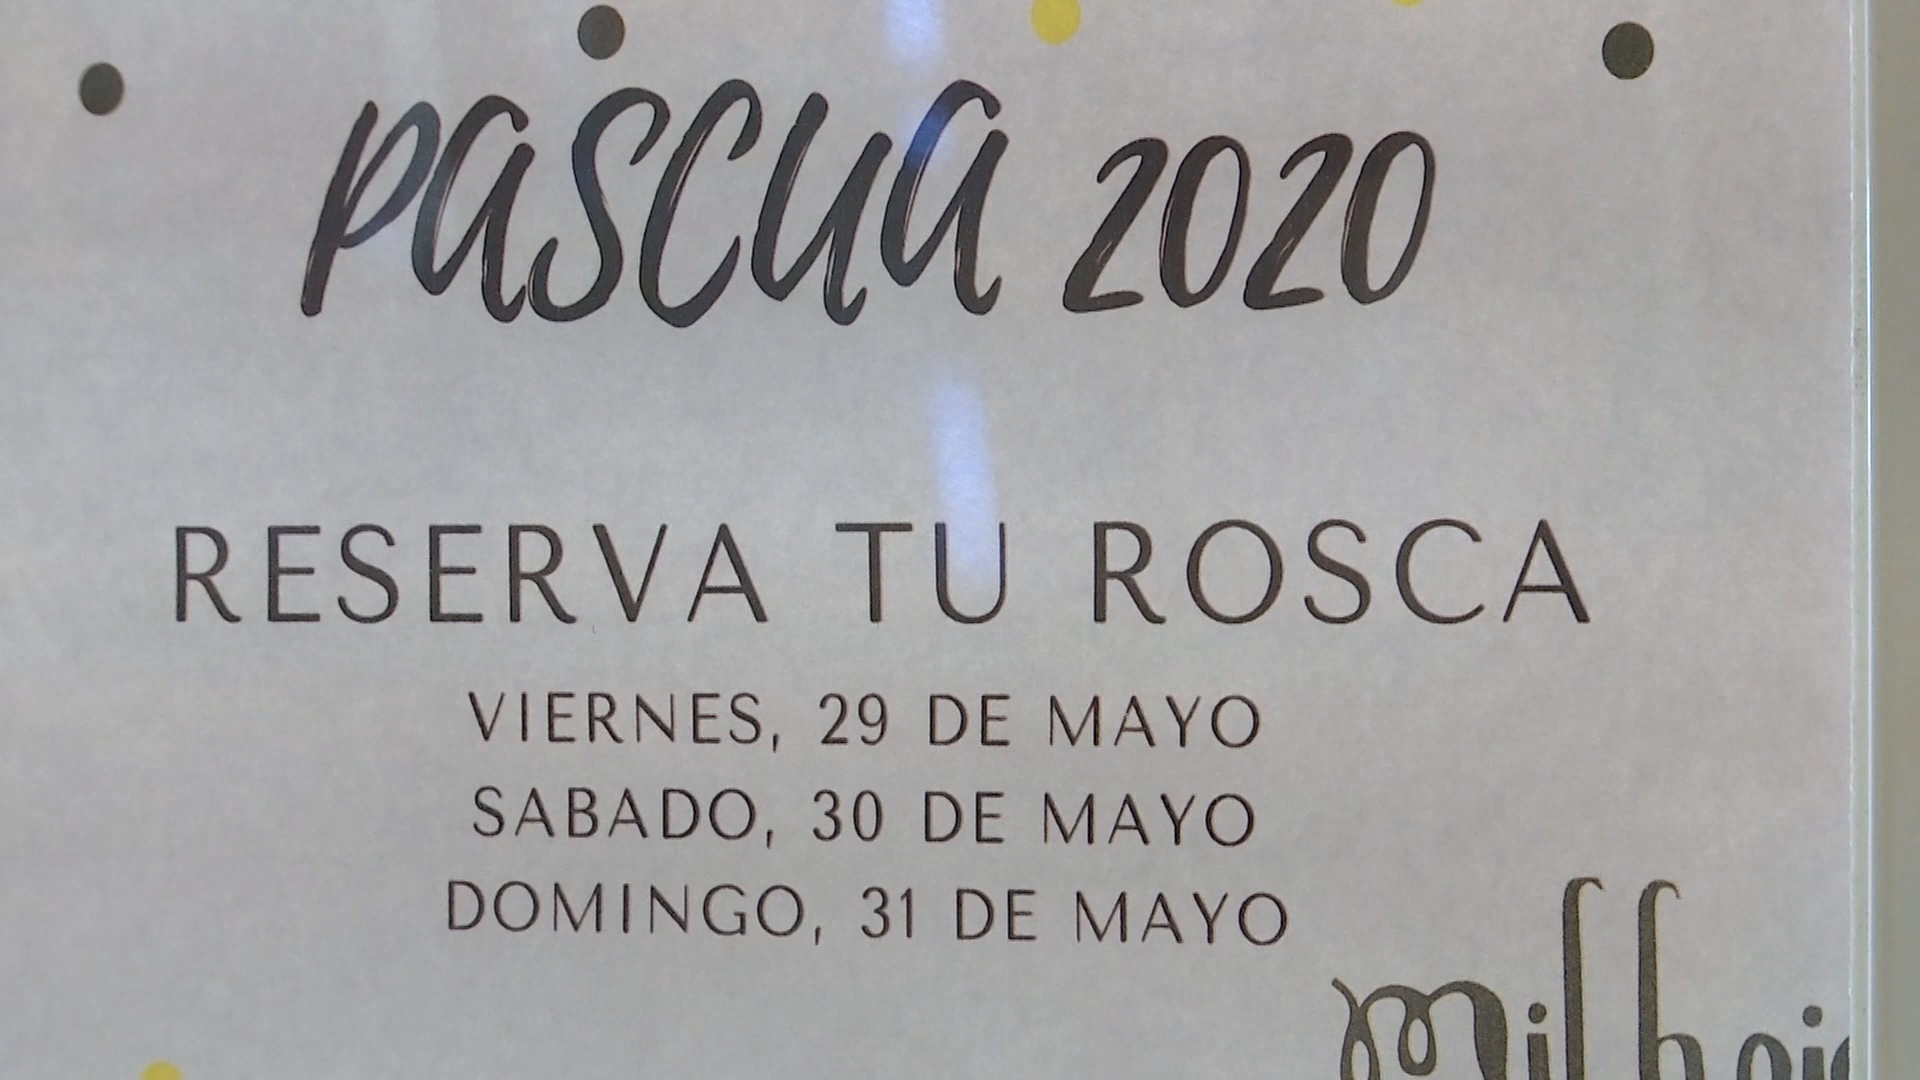 PASCUA 2020
RESERVA TU ROSCA
VIERNES, 29 DE MAYO
SABADO, 30 DE MAYO
DOMINGO, 31 DE MAYO